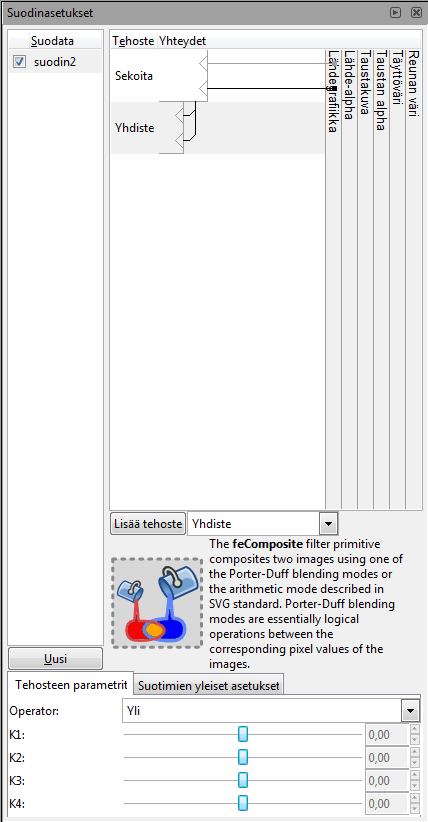 Suodinasetukset
Suodata
suodin2
Uusi
Tehoste Yhteydet
Sekoita
Yhdiste
Lähdegrafiikka
Lähde-alpha
Taustakuva
Taustan alpha
Täyttöväri
Reunan väri
Lisää tehoste
Yhdiste
The feComposite filter primitive
composites two images using one of
the Porter-Duff blending modes or
the arithmetic mode described in
SVG standard. Porter-Duff blending
modes are essentially logical
operations between the
corresponding pixel values of the
images.
Tehosteen parametrit
Suotimien yleiset asetukset
Operator: Yli
K1: 0,00
K2: 0,00
K3: 0,00
K4: 0,00